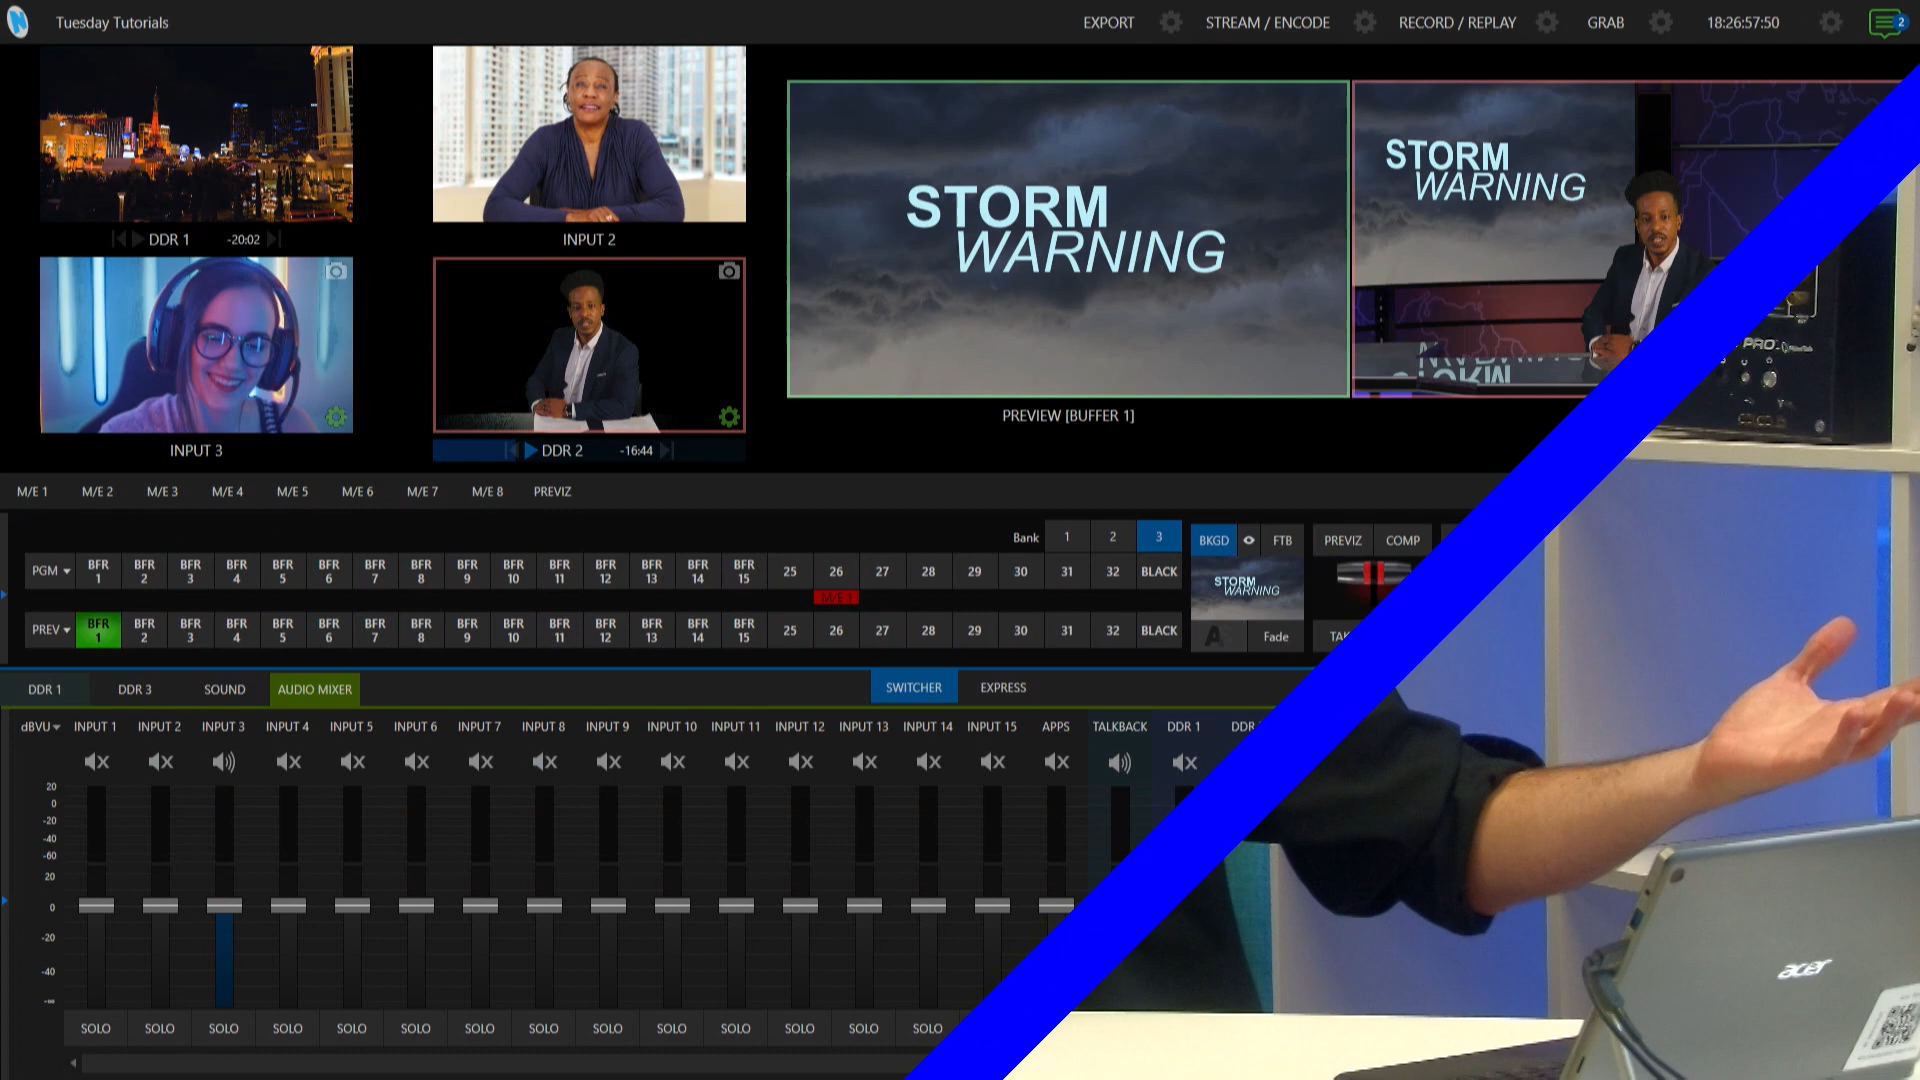 Tuesday Tutorials
EXPORT STREAM / ENCODE RECORD / REPLAY GRAB 18:26:57:50 2
DDR 1 -20:02
INPUT 2
INPUT 3
DDR 2 -16:44
STORM
WARNING
PREVIEW [BUFFER 1]
STORM
WARNING
PRO
M/E 1 M/E 2 M/E 3 M/E 4 M/E 5 M/E 6 M/E 7 M/E 8 PREVIZ
Bank 1 2 3
PGM BFR 1 BFR 2 BFR 3 BFR 4 BFR 5 BFR 6 BFR 7 BFR 8 BFR 9 BFR 10 BFR 11 BFR 12 BFR 13 BFR 14 BFR 15 25 26 27 28 29 30 31 32 BLACK
M/E 1
PREV BFR 1 BFR 2 BFR 3 BFR 4 BFR 5 BFR 6 BFR 7 BFR 8 BFR 9 BFR 10 BFR 11 BFR 12 BFR 13 BFR 14 BFR 15 25 26 27 28 29 30 31 32 BLACK
BKGD FTB PREVIZ COMP
STORM
WARNING
A Fade
DDR 1 DDR 3 SOUND AUDIO MIXER SWITCHER EXPRESS
dBVU INPUT 1 INPUT 2 INPUT 3 INPUT 4 INPUT 5 INPUT 6 INPUT 7 INPUT 8 INPUT 9 INPUT 10 INPUT 11 INPUT 12 INPUT 13 INPUT 14 INPUT 15 APPS TALKBACK DDR 1 DDR
20
0
-20
-40
-60
20
0
-20
-40
-∞
SOLO SOLO SOLO SOLO SOLO SOLO SOLO SOLO SOLO SOLO SOLO SOLO SOLO SOLO
acer